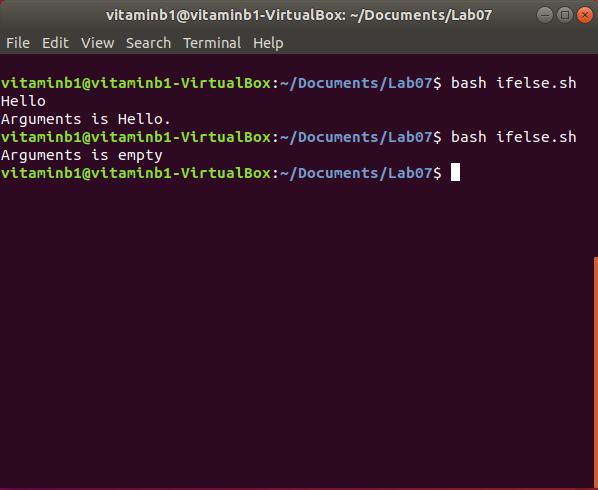 vitaminb1@vitaminb1-VirtualBox: ~/Documents/Lab07
File Edit View Search Terminal Help
vitaminb1@vitaminb1-VirtualBox:~/Documents/Lab07$ bash ifelse.sh
Hello
Arguments is Hello.
vitaminb1@vitaminb1-VirtualBox:~/Documents/Lab07$ bash ifelse.sh
Arguments is empty
vitaminb1@vitaminb1-VirtualBox:~/Documents/Lab07$